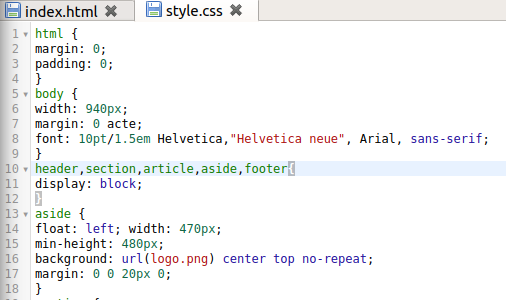 index.html style.css
1 html {
2 margin: 0;
3 padding: 0;
4 }
5 body {
6 width: 940px;
7 margin: 0 acte;
8 font: 10pt/1.5em Helvetica,"Helvetica neue", Arial, sans-serif;
9 }
10 header,section,article,aside,footer{
11 display: block;
12 }
13 aside {
14 float: left; width: 470px;
15 min-height: 480px;
16 background: url(logo.png) center top no-repeat;
17 margin: 0 0 20px 0;
18 }